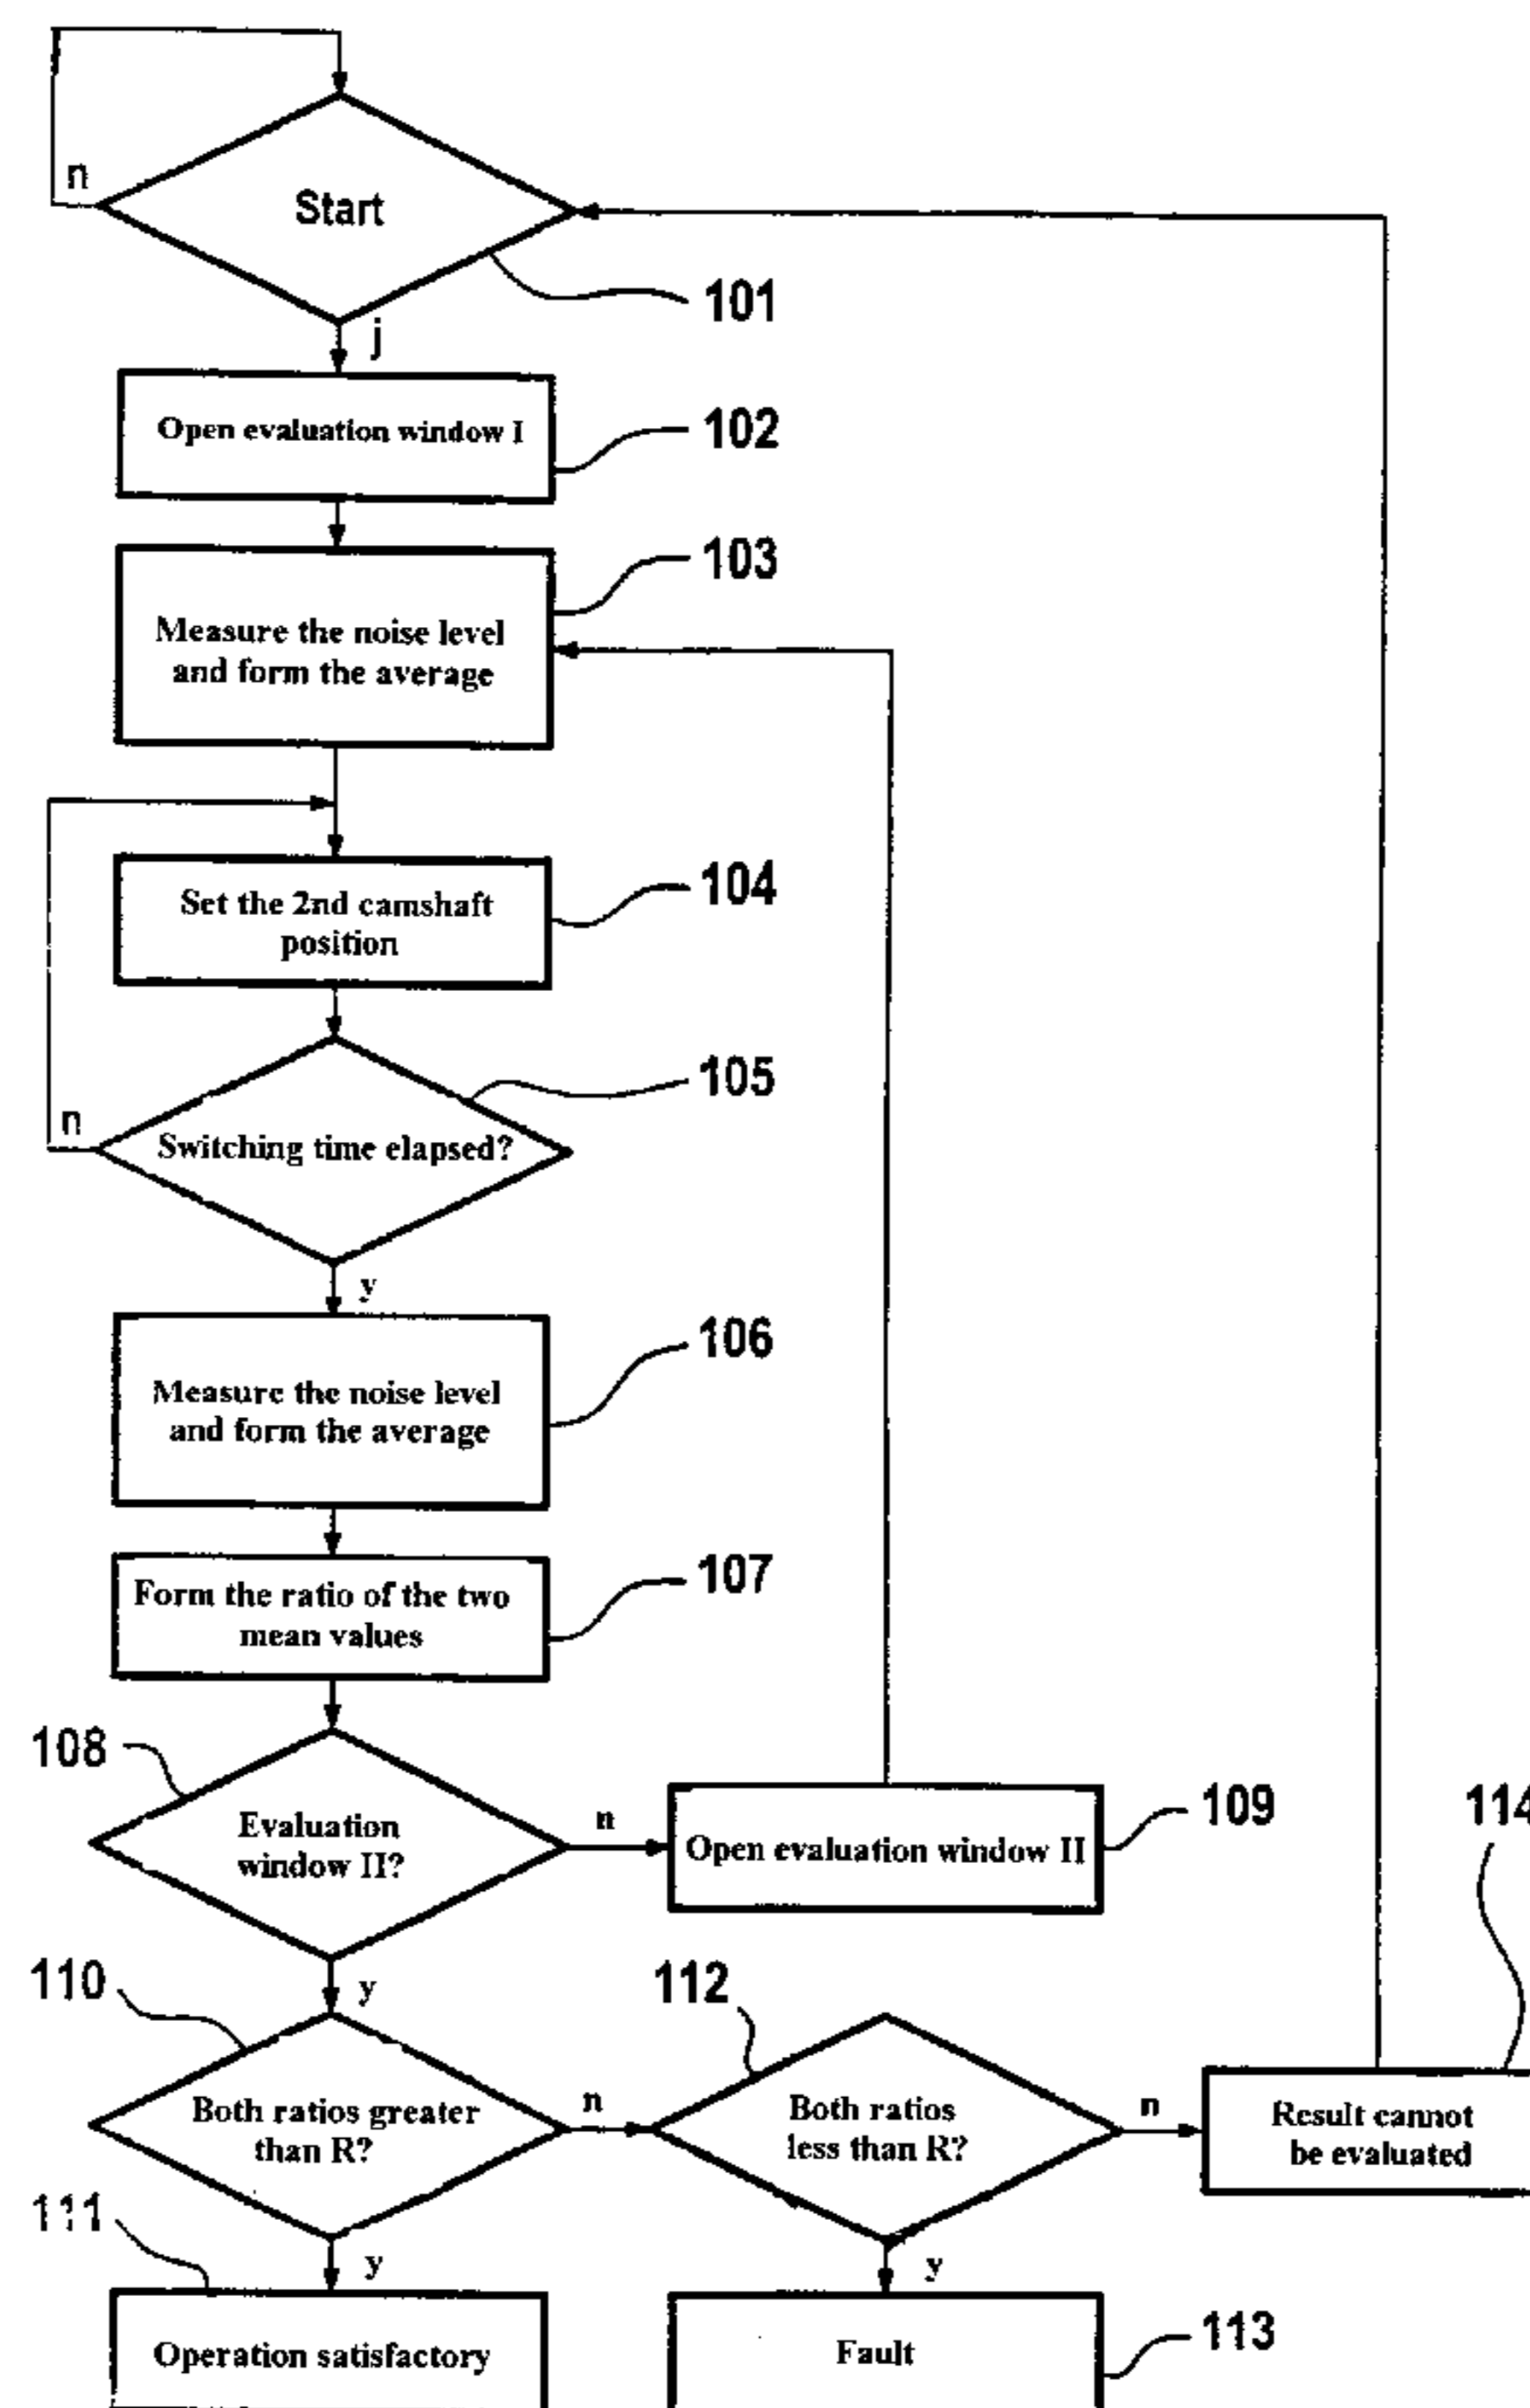 n
Start
101
j
Open evaluation window I
102
103
Measure the noise level
and form the average
104
Set the 2nd camshaft
position
105
n
Switching time elapsed?
y
106
Measure the noise level
and form the average
107
Form the ratio of the two
mean values
108
Evaluation
window II?
n
Open evaluation window II
109
114
y
110
112
Both ratios greater
than R?
n
Both ratios
less than R?
n
Result cannot
be evaluated
111
y
y
Operation satisfactory
Fault
113